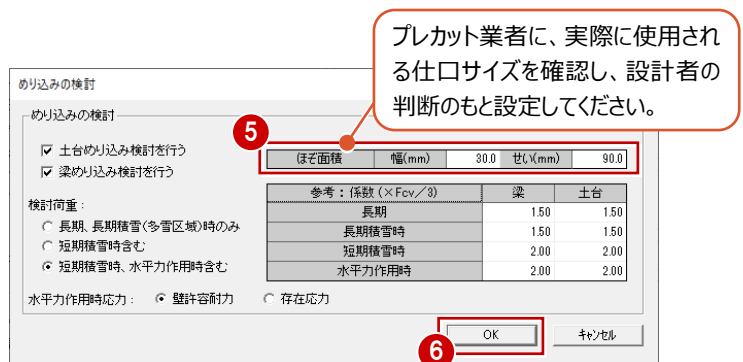 プレカット業者に、実際に使用され
る仕口サイズを確認し、設計者の
判断のもと設定してください。
めり込みの検討
めり込みの検討
5
土台めり込み検討を行う
梁めり込み検討を行う
ほぞ面積 幅(mm) 30.0 せい(mm) 90.0
検討荷重：
長期、長期積雪(多雪区域)時のみ
短期積雪時含む
短期積雪時、水平力作用時含む
参考：係数(×Fcv／3) 梁 土台
長期 1.50 1.50
長期積雪時 1.50 1.50
短期積雪時 2.00 2.00
水平力作用時 2.00 2.00
水平力作用時応力： 壁許容耐力 存在応力
OK キャンセル
6